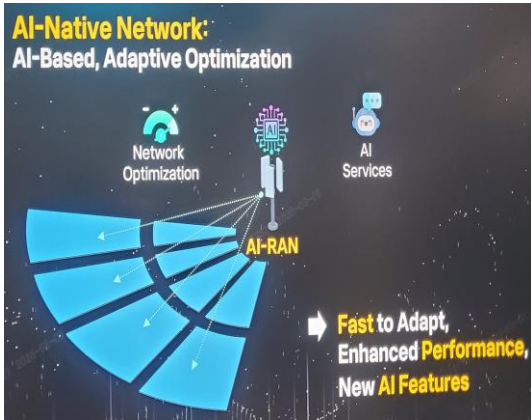 AI-Native Network:
AI-Based, Adaptive Optimization
- +
AI
Network
Optimization
AI
Services
AI-RAN
Fast to Adapt,
Enhanced Performance,
New AI Features